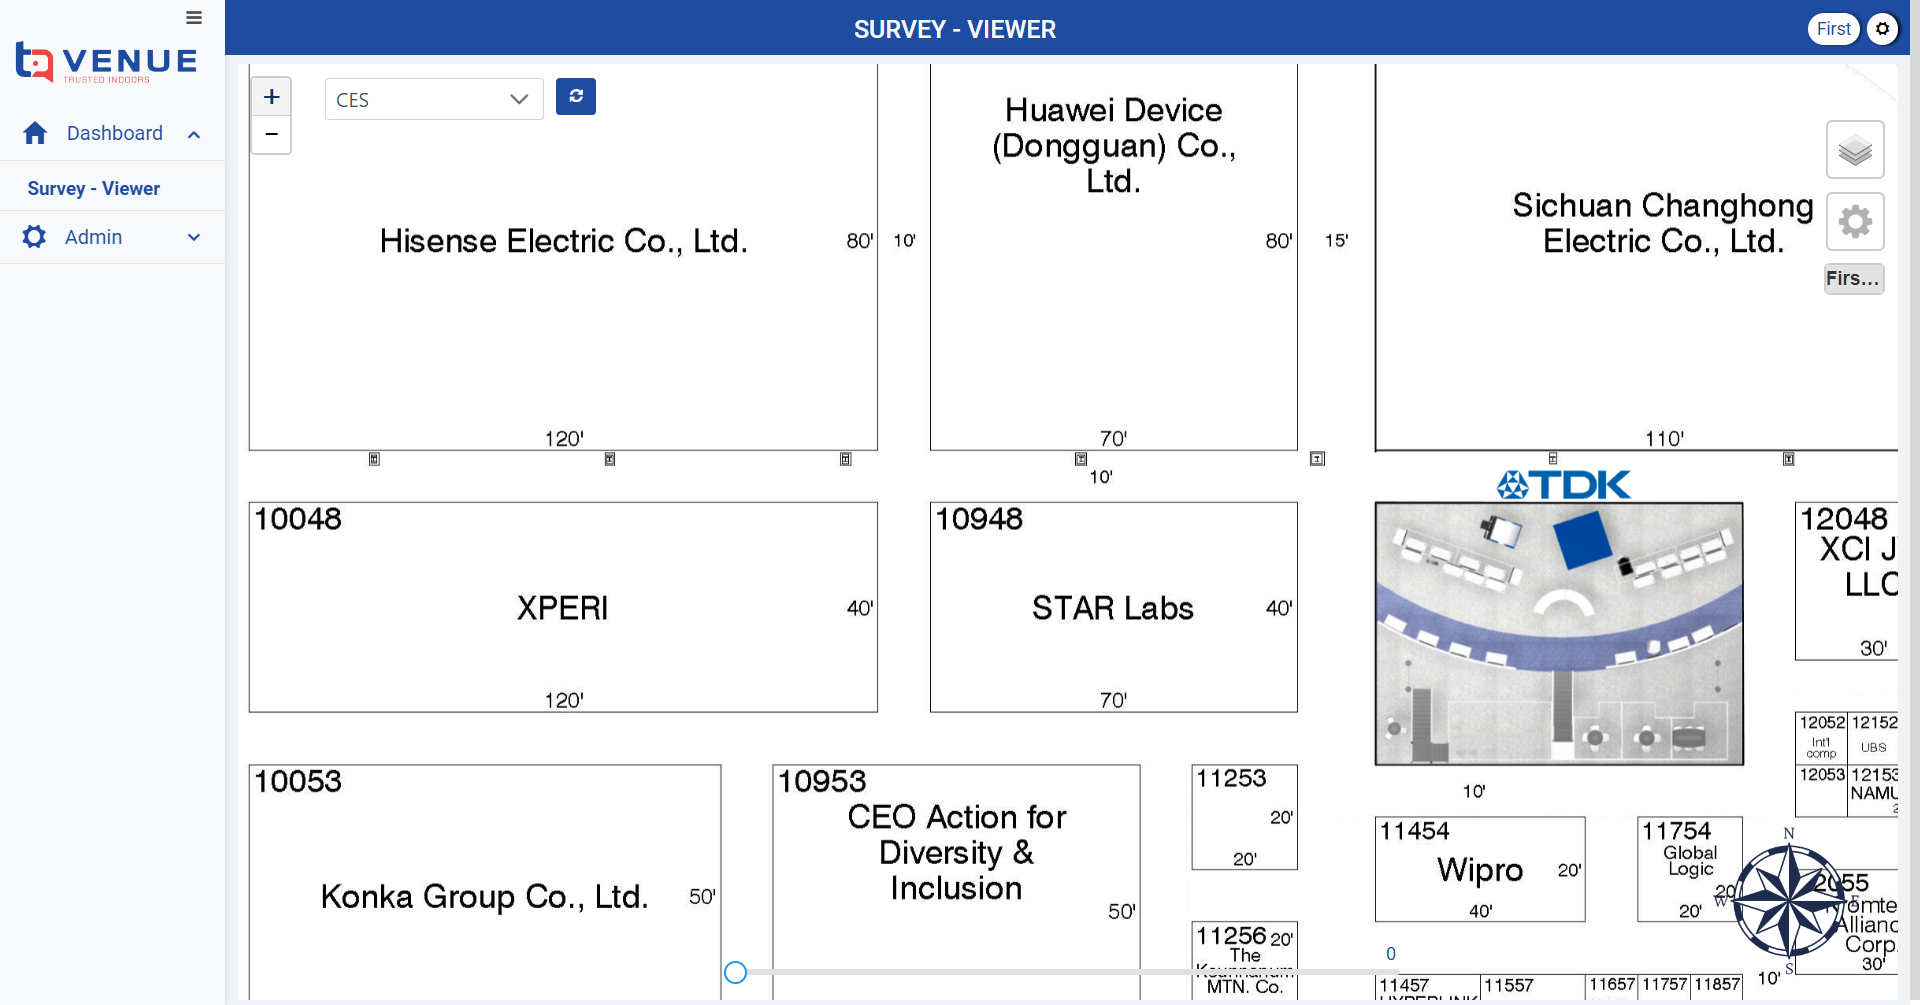 SURVEY - VIEWER
First
VENUE
TRUSTED INDOORS
Dashboard
Survey - Viewer
Admin
+
−
CES
Hisense Electric Co., Ltd.
80'
10'
120'
Huawei Device
(Dongguan) Co.,
Ltd.
80'
15'
70'
10'
Sichuan Changhong
Electric Co., Ltd.
110'
Firs...
TDK
10048
XPERI
40'
120'
10948
STAR Labs
40'
70'
12048
XCI J
LLC
30'
12052
Int'l
comp
12152
UBS
12053
12153
NAMU
10'
10053
Konka Group Co., Ltd.
50'
10953
CEO Action for
Diversity &
Inclusion
50'
11253
20'
20'
11256
20'
The
MTN. Co.
11454
Wipro
20'
40'
11754
Global
Logic
20
20'
2055
omte
Allianc
Corp.
30'
N
W
E
S
0
10'
11457
11557
11657
11757
11857